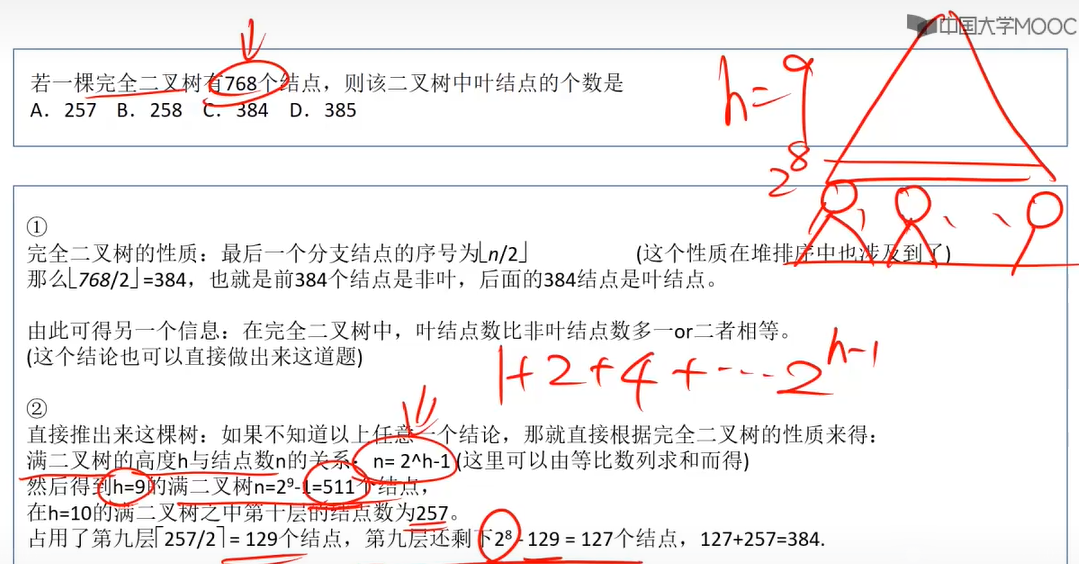 中国大学MOOC
若一棵完全二叉树有768个结点，则该二叉树中叶结点的个数是
A. 257 B. 258 C. 384 D. 385
h=9
2^8
①
完全二叉树的性质：最后一个分支结点的序号为⌊n/2⌋ (这个性质在堆排序中也涉及到了)
那么⌊768/2⌋=384，也就是前384个结点是非叶，后面的384结点是叶结点。
由此可得另一个信息：在完全二叉树中，叶结点数比非叶结点数多一or二者相等。
(这个结论也可以直接做出来这道题)
1+2+4+···2^h-1
②
直接推出来这棵树：如果不知道以上任意一个结论，那就直接根据完全二叉树的性质来得：
满二叉树的高度h与结点数n的关系：n= 2^h-1(这里可以由等比数列求和而得)
然后得到h=9的满二叉树n=2⁹-1=511个结点，
在h=10的满二叉树之中第十层的结点数为257。
占用了第九层⌈257/2⌉= 129个结点，第九层还剩下2⁸- 129 = 127个结点，127+257=384.